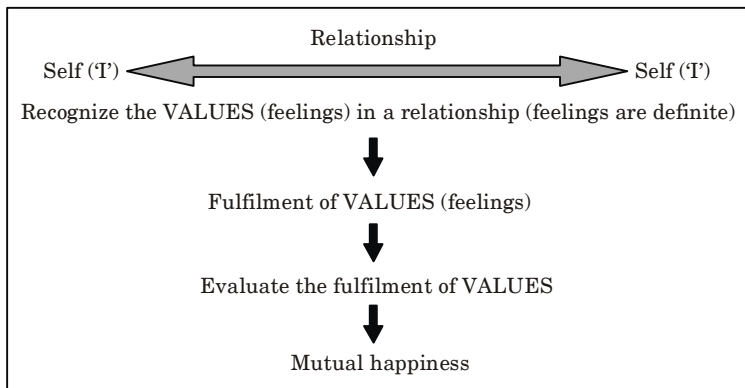 Relationship
Self (‘I’) Self (‘I’)
Recognize the VALUES (feelings) in a relationship (feelings are definite)
Fulfilment of VALUES (feelings)
Evaluate the fulfilment of VALUES
Mutual happiness